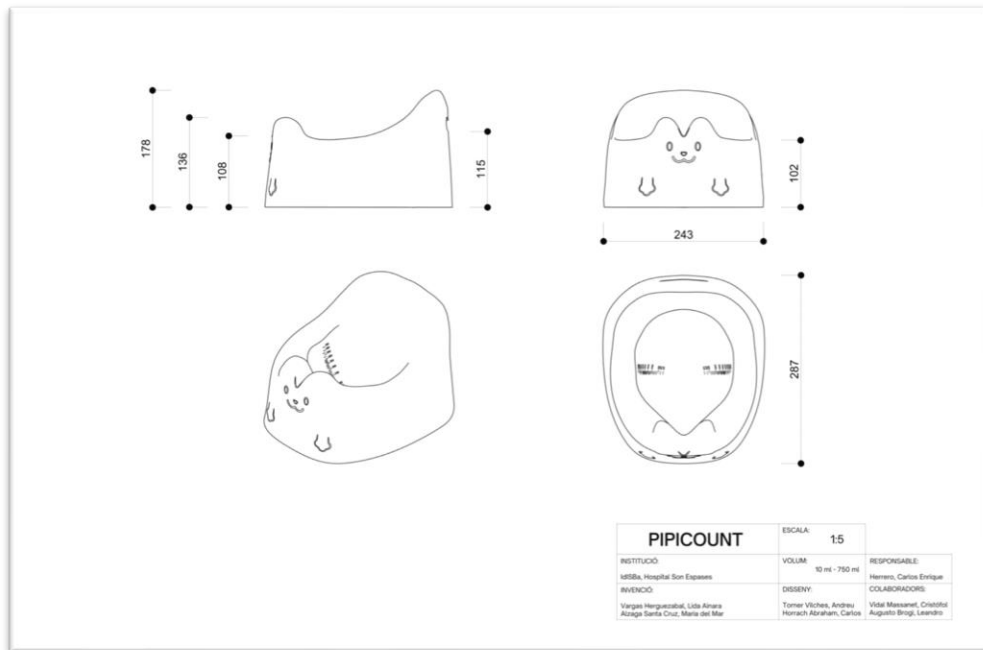 178
136
108
115
102
243
287
PIPICOUNT
ESCALA:
1:5
INSTITUCIÓ:
IdISBa, Hospital Son Espases
VOLUM:
10 ml - 750 ml
RESPONSABLE:
Herrero, Carlos Enrique
INVENCIÓ:
Vargas Herguezabal, Lida Ainara
Alzaga Santa Cruz, Maria del Mar
DISSENY:
Torner Vilches, Andreu
Horrach Abraham, Carlos
COLABORADORS:
Vidal Massanet, Cristòfol
Augusto Brogi, Leandro